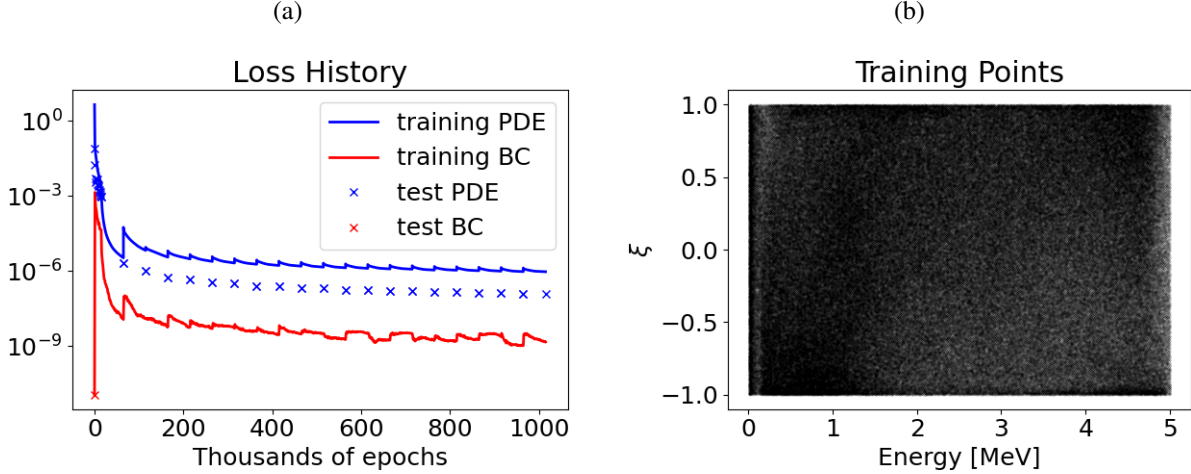 (a)
Loss History
10^0
10^-3
10^-6
10^-9
training PDE
training BC
test PDE
test BC
0 200 400 600 800 1000
Thousands of epochs
(b)
Training Points
1.0
0.5
0.0
−0.5
−1.0
ξ
0 1 2 3 4 5
Energy [MeV]